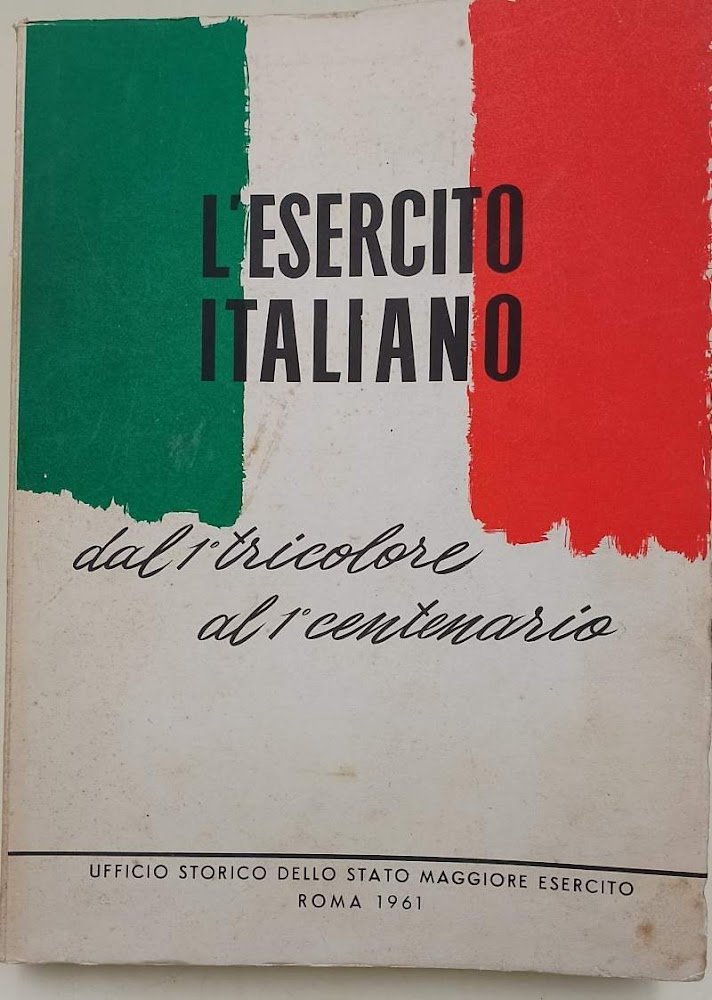 L'ESERCITO
ITALIANO
dal 1° tricolore
al 1° centenario
UFFICIO STORICO DELLO STATO MAGGIORE ESERCITO
ROMA 1961